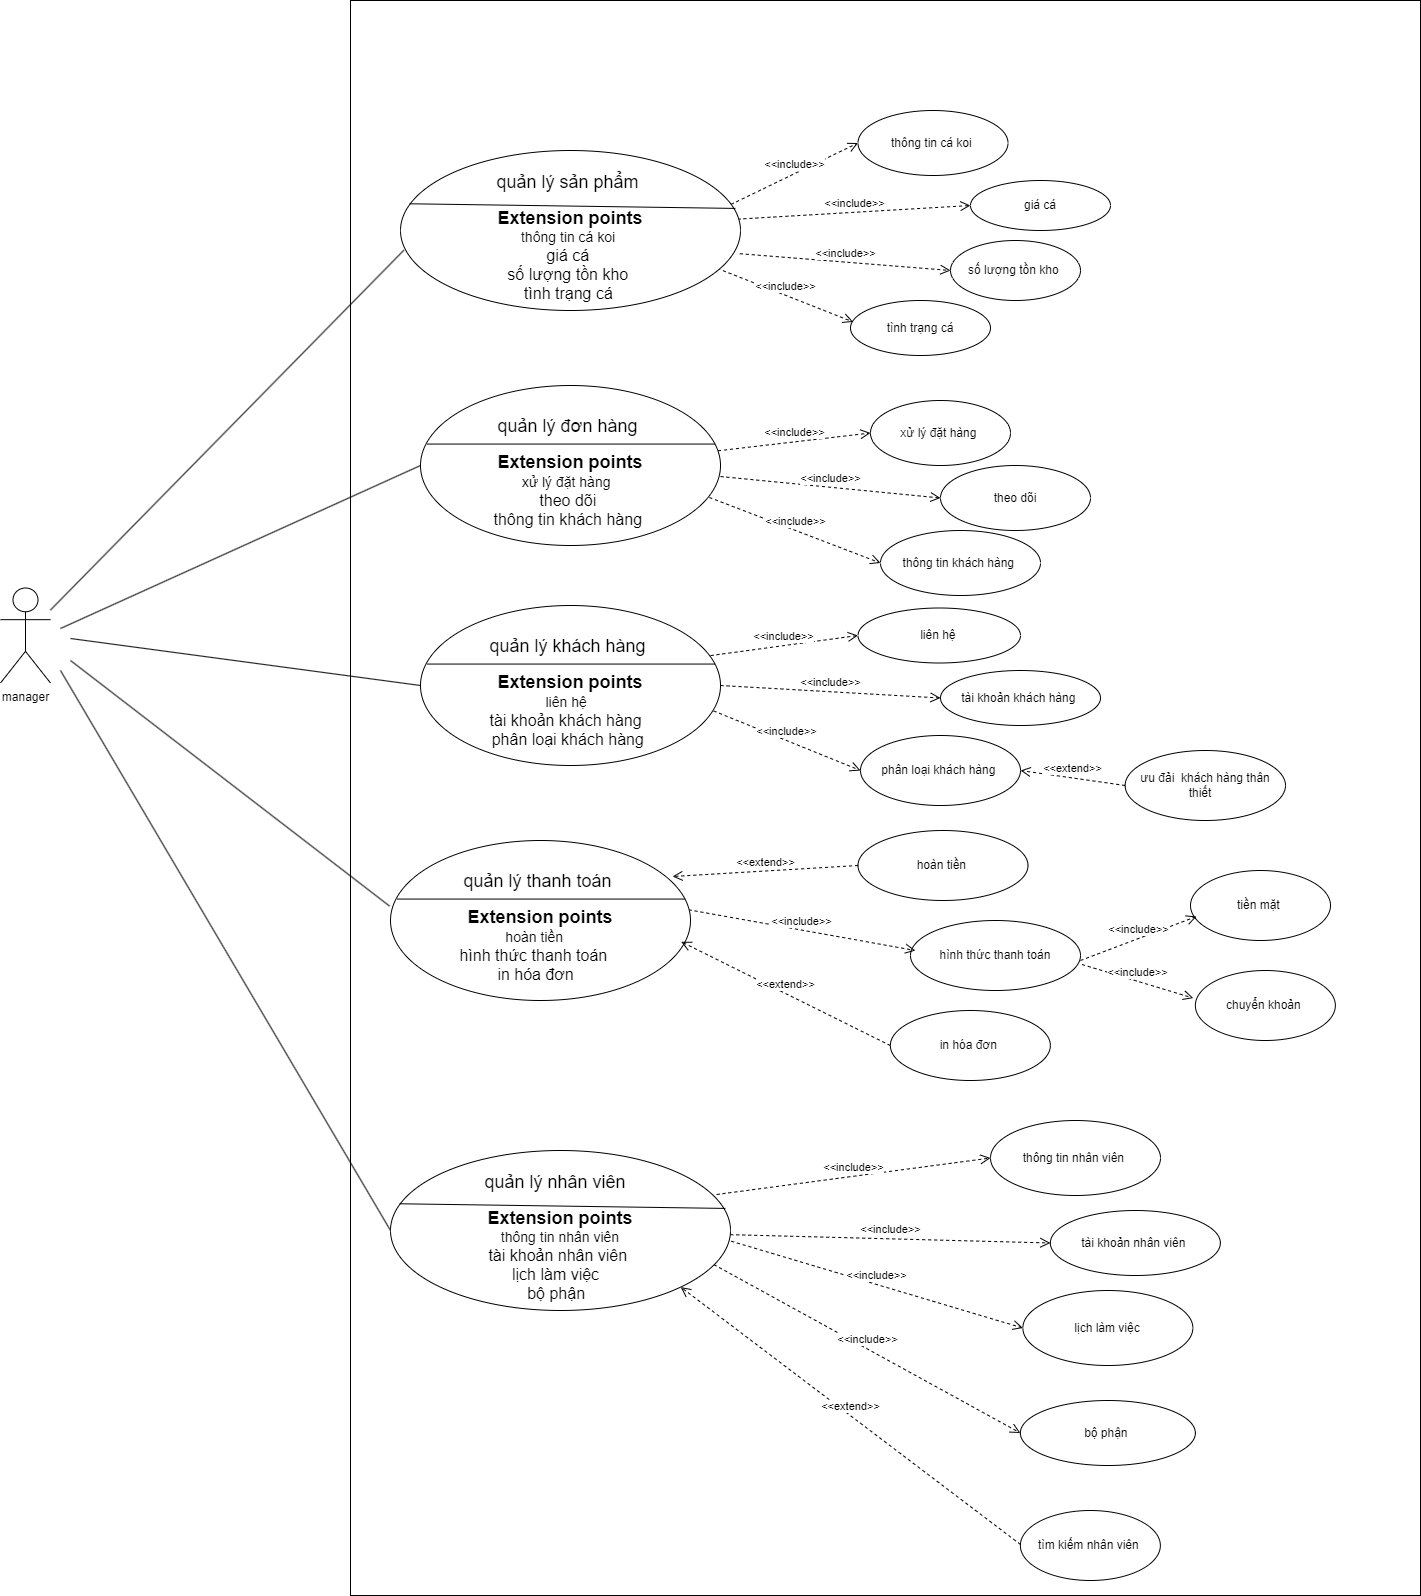 thông tin cá koi
<<include>>
quản lý sản phẩm
giá cá
<<include>>
Extension points
thông tin cá koi
giá cá
số lượng tồn kho
tình trạng cá
<<include>>
số lượng tồn kho
<<include>>
tình trạng cá
quản lý đơn hàng
<<include>>
xử lý đặt hàng
Extension points
xử lý đặt hàng
theo dõi
thông tin khách hàng
<<include>>
theo dõi
<<include>>
thông tin khách hàng
manager
quản lý khách hàng
<<include>>
liên hệ
Extension points
liên hệ
tài khoản khách hàng
phân loại khách hàng
<<include>>
tài khoản khách hàng
<<include>>
phân loại khách hàng
<<extend>>
ưu đãi  khách hàng thân
thiết
<<extend>>
hoàn tiền
quản lý thanh toán
Extension points
hoàn tiền
hình thức thanh toán
in hóa đơn
<<include>>
hình thức thanh toán
<<include>>
tiền mặt
<<include>>
chuyển khoản
<<extend>>
in hóa đơn
quản lý nhân viên
<<include>>
thông tin nhân viên
Extension points
thông tin nhân viên
tài khoản nhân viên
lịch làm việc
bộ phận
<<include>>
tài khoản nhân viên
<<include>>
lịch làm việc
<<include>>
bộ phận
<<extend>>
tìm kiếm nhân viên